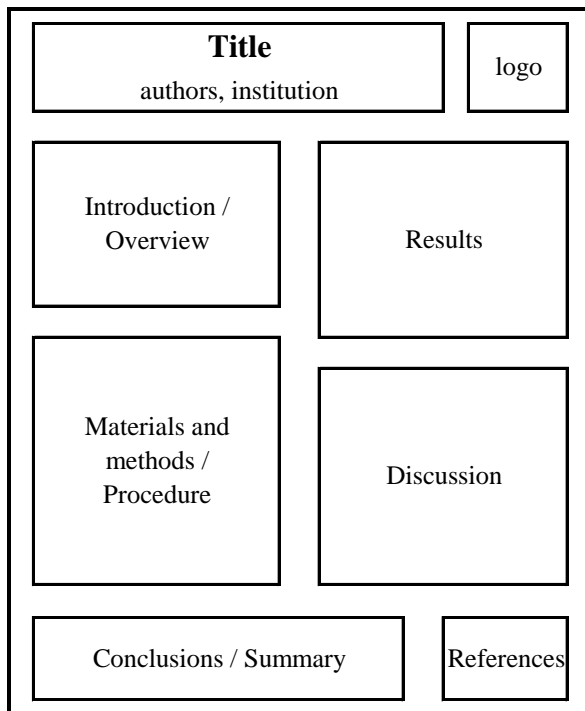 Title
authors, institution
logo
Introduction /
Overview
Materials and
methods /
Procedure
Results
Discussion
Conclusions / Summary
References